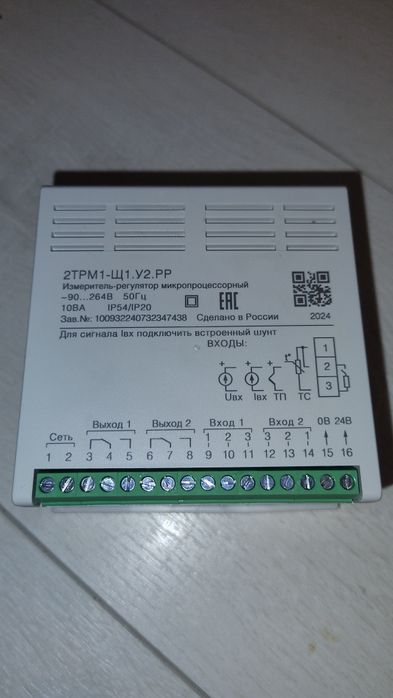 2ТРМ1-Щ1.У2.РР
Измеритель-регулятор микропроцессорный
~90...264В 50Гц
10ВА IP54/IP20 EAC
Зав.№: 100932240732347438 Сделано в России 2024
Для сигнала Iвх подключить встроенный шунт
ВХОДЫ:
+ + + t°
1
2
3
Uвх Iвх ТП ТС
Выход 1 Выход 2 Вход 1 Вход 2 0В 24В
Сеть 1 2 3 3 2 1
1 2 3 4 5 6 7 8 9 10 11 12 13 14 15 16